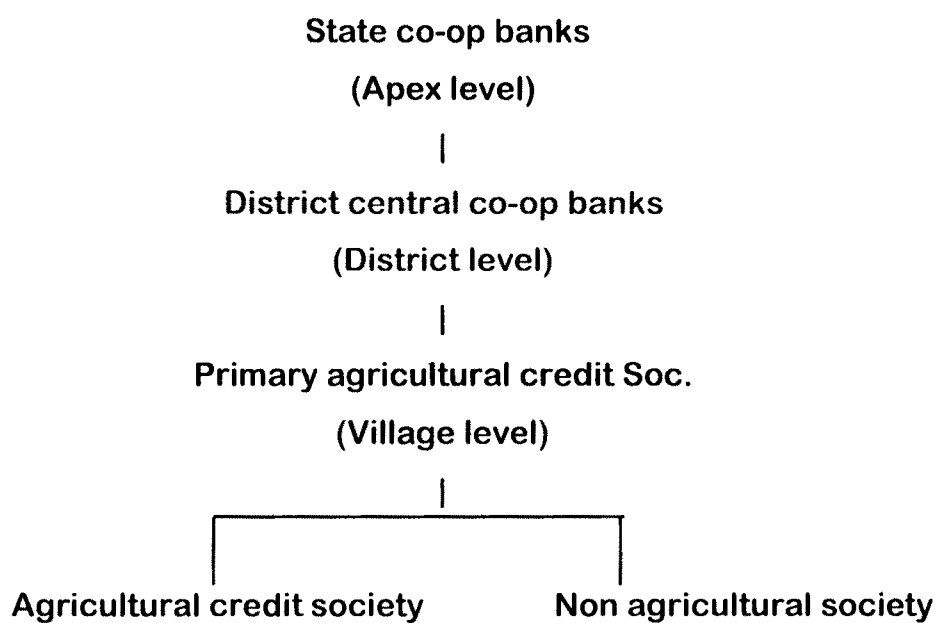 State co-op banks
(Apex level)
District central co-op banks
(District level)
Primary agricultural credit Soc.
(Village level)
Agricultural credit society
Non agricultural society